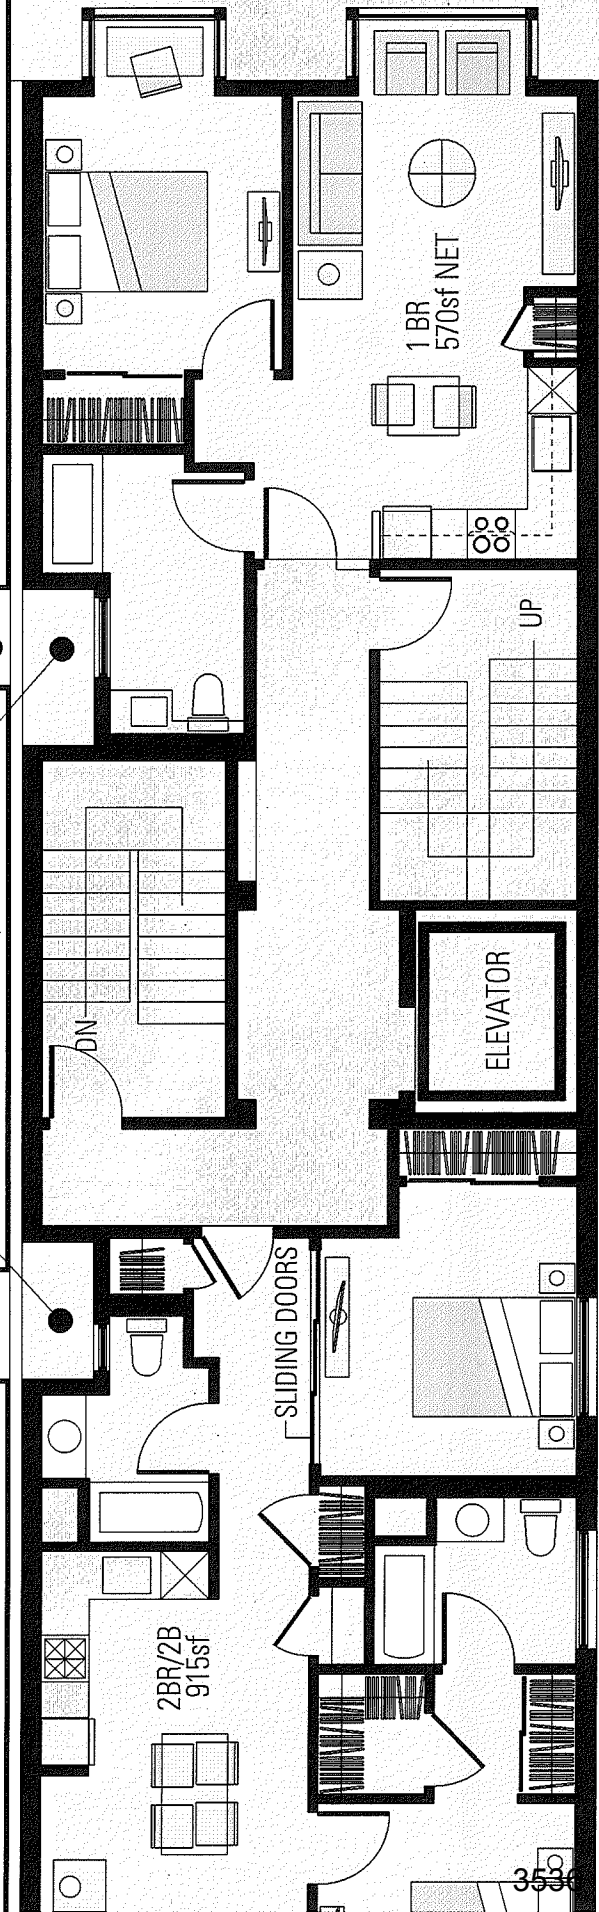 1 BR
570sf NET
UP
DN
ELEVATOR
SLIDING DOORS
2BR/2B
915sf